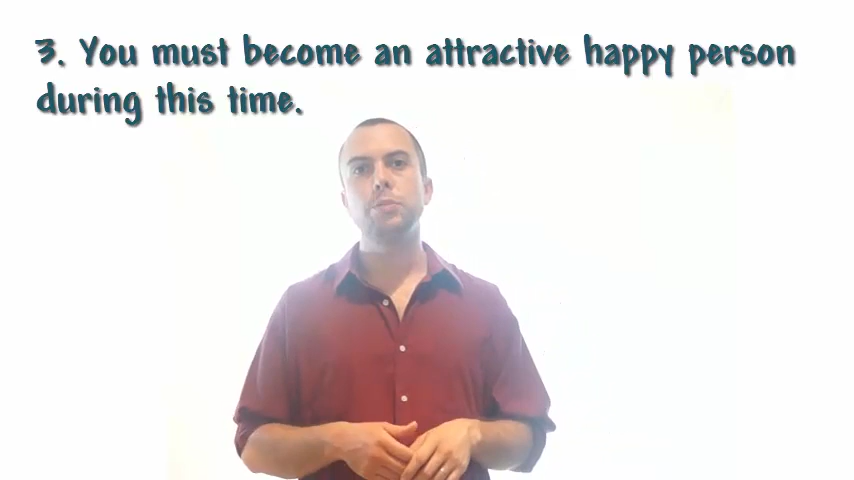 3. You must become an attractive happy person
during this time.